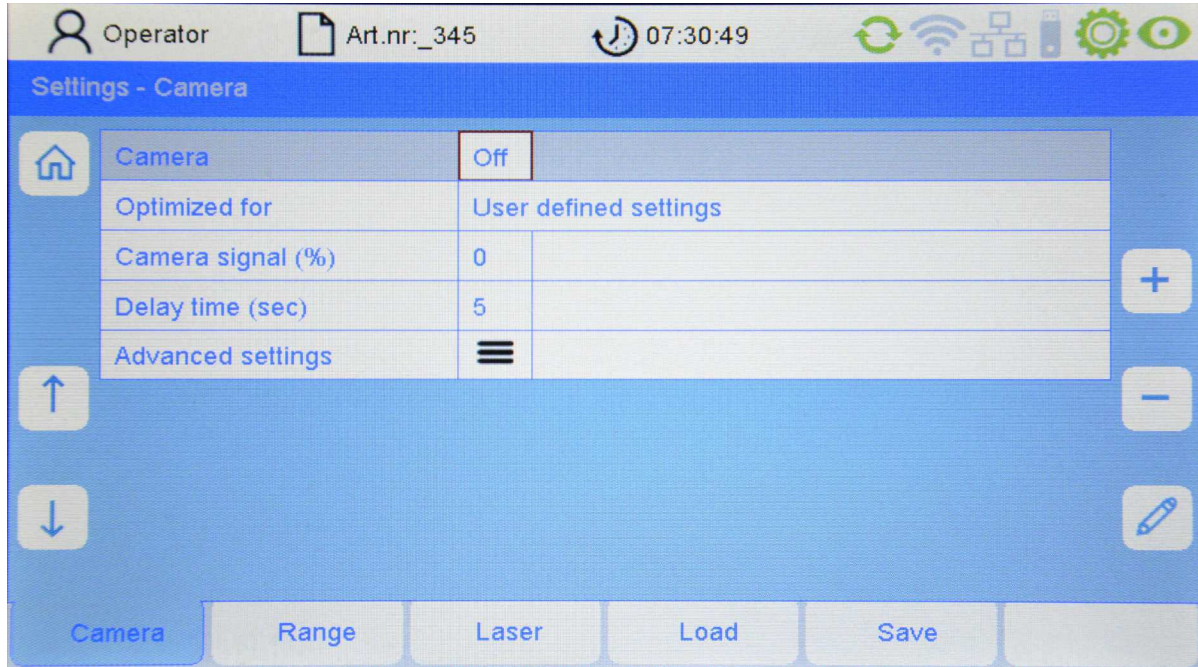 Operator
Art.nr:_345
07:30:49
Settings - Camera
Camera Off
Optimized for User defined settings
Camera signal (%) 0
Delay time (sec) 5
Advanced settings
Camera Range Laser Load Save